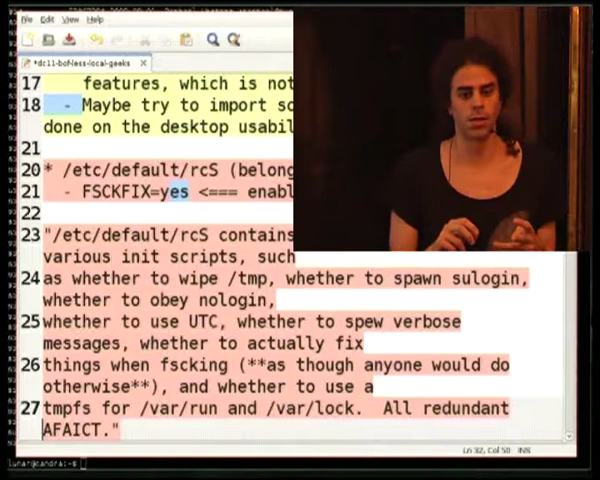 File Edit View Help
*dc11-boNess-local-geeks
17 features, which is not
18 - Maybe try to import
done on the desktop usabil
21
20 * /etc/default/rcS (belong
21 - FSCKFIX=yes <=== enabl
22
23 "/etc/default/rcS contains
various init scripts, such
24 as whether to wipe /tmp, whether to spawn sulogin,
whether to obey nologin,
25 whether to use UTC, whether to spew verbose
messages, whether to actually fix
26 things when fscking (**as though anyone would do
otherwise**), and whether to use a
27 tmpfs for /var/run and /var/lock. All redundant
AFAICT."
Ln 32, Col 50 INS
lunar@candra:~$